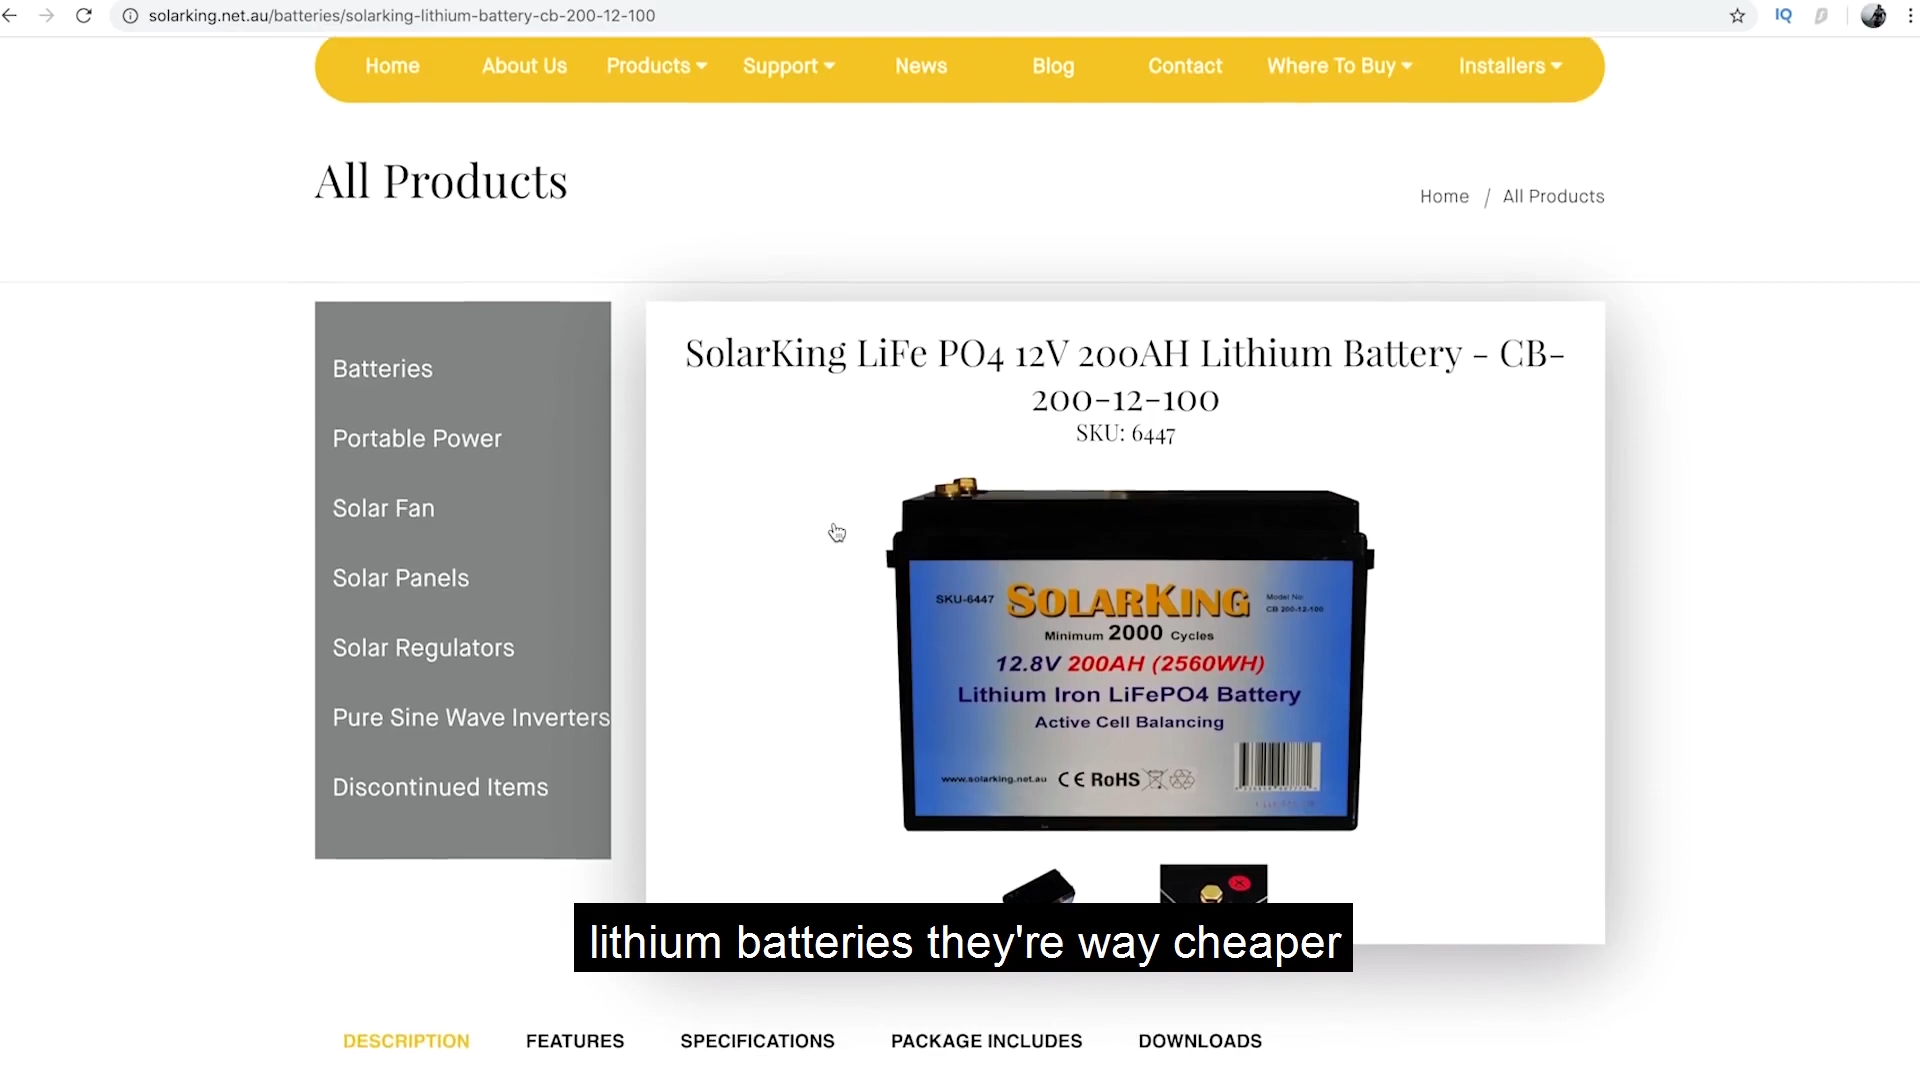 solarking.net.au/batteries/solarking-lithium-battery-cb-200-12-100
IQ
Home About Us Products Support News Blog Contact Where To Buy Installers
All Products
Home / All Products
Batteries
Portable Power
Solar Fan
Solar Panels
Solar Regulators
Pure Sine Wave Inverters
Discontinued Items
SolarKing LiFe PO4 12V 200AH Lithium Battery - CB-
200-12-100
SKU: 6447
SKU-6447
SOLARKING
Model No:
CB 200-12-100
Minimum 2000 Cycles
12.8V 200AH (2560WH)
Lithium Iron LiFePO4 Battery
Active Cell Balancing
www.solarking.net.au CE RoHS
lithium batteries they're way cheaper
DESCRIPTION FEATURES SPECIFICATIONS PACKAGE INCLUDES DOWNLOADS